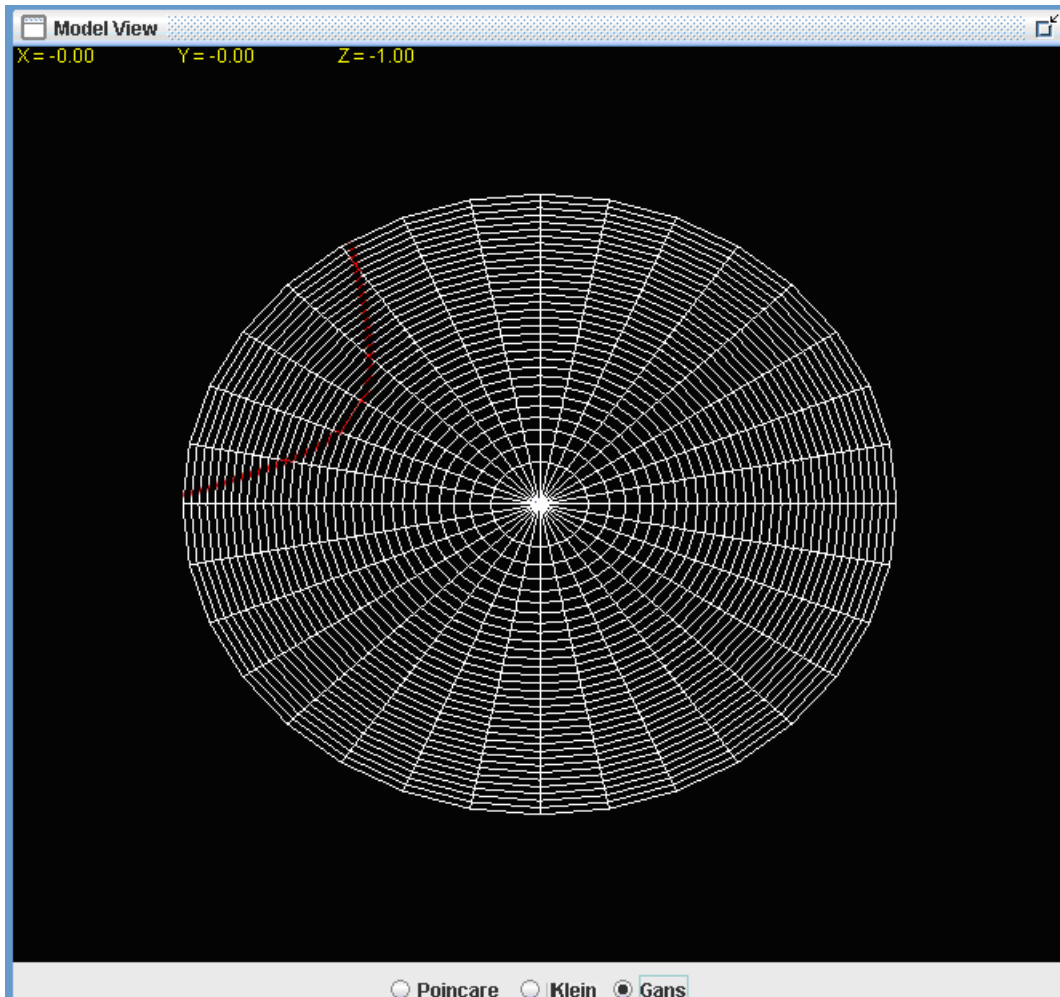 Model View
X = -0.00 Y = -0.00 Z = -1.00
Poincare Klein Gans